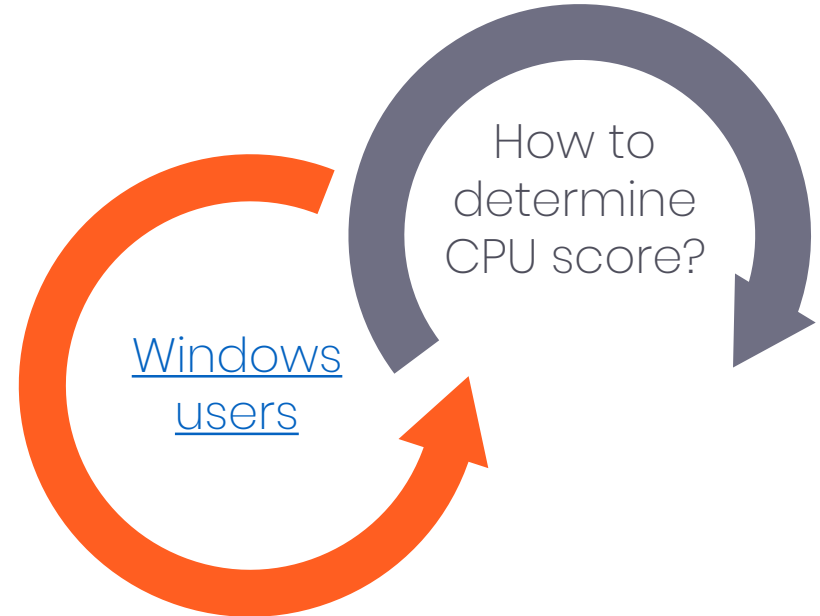 How to
determine
CPU score?
Windows
users